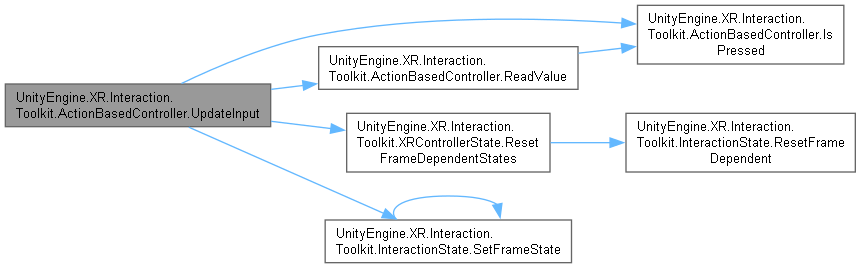 UnityEngine.XR.Interaction.
Toolkit.ActionBasedController.UpdateInput
UnityEngine.XR.Interaction.
Toolkit.ActionBasedController.Is
Pressed
UnityEngine.XR.Interaction.
Toolkit.ActionBasedController.ReadValue
UnityEngine.XR.Interaction.
Toolkit.XRControllerState.Reset
FrameDependentStates
UnityEngine.XR.Interaction.
Toolkit.InteractionState.ResetFrame
Dependent
UnityEngine.XR.Interaction.
Toolkit.InteractionState.SetFrameState